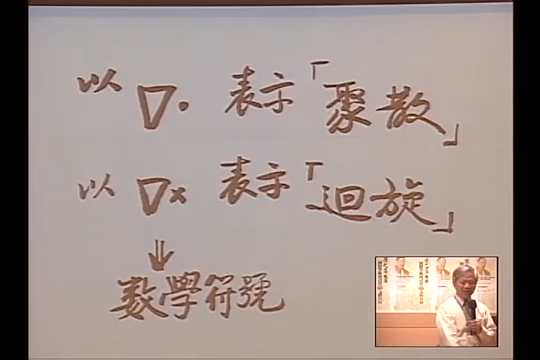 以 ∇· 表示「聚散」
以 ∇× 表示「迴旋」
⇓
數學符號